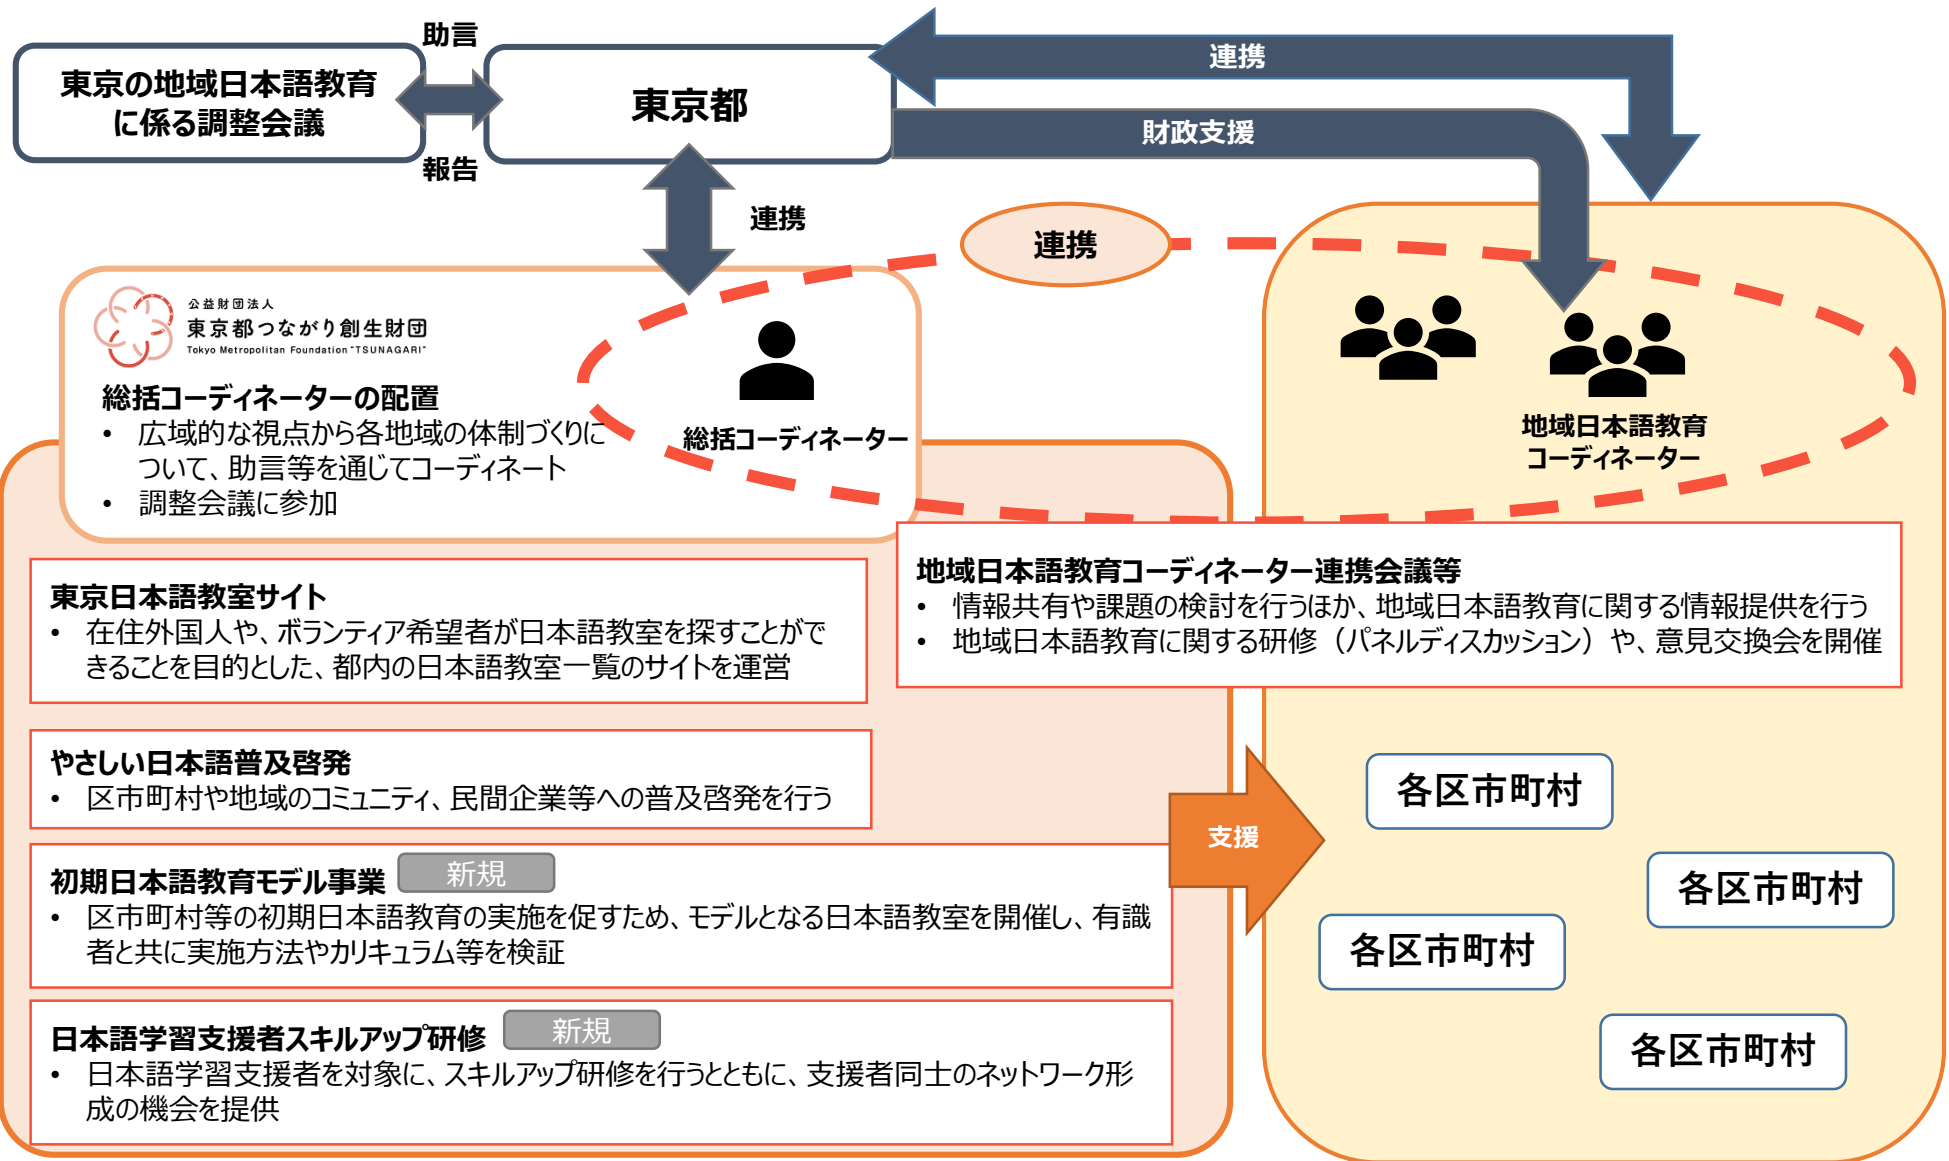 助言
東京の地域日本語教育
に係る調整会議
報告
東京都
連携
財政支援
連携
連携
公益財団法人
東京都つながり創生財団
Tokyo Metropolitan Foundation "TSUNAGARI"
総括コーディネーターの配置
• 広域的な視点から各地域の体制づくりに
ついて、助言等を通じてコーディネート
• 調整会議に参加
総括コーディネーター
地域日本語教育
コーディネーター
地域日本語教育コーディネーター連携会議等
• 情報共有や課題の検討を行うほか、地域日本語教育に関する情報提供を行う
• 地域日本語教育に関する研修（パネルディスカッション）や、意見交換会を開催
東京日本語教室サイト
• 在住外国人や、ボランティア希望者が日本語教室を探すことがで
きることを目的とした、都内の日本語教室一覧のサイトを運営
やさしい日本語普及啓発
• 区市町村や地域のコミュニティ、民間企業等への普及啓発を行う
初期日本語教育モデル事業 新規
• 区市町村等の初期日本語教育の実施を促すため、モデルとなる日本語教室を開催し、有識
者と共に実施方法やカリキュラム等を検証
日本語学習支援者スキルアップ研修 新規
• 日本語学習支援者を対象に、スキルアップ研修を行うとともに、支援者同士のネットワーク形
成の機会を提供
支援
各区市町村
各区市町村
各区市町村
各区市町村